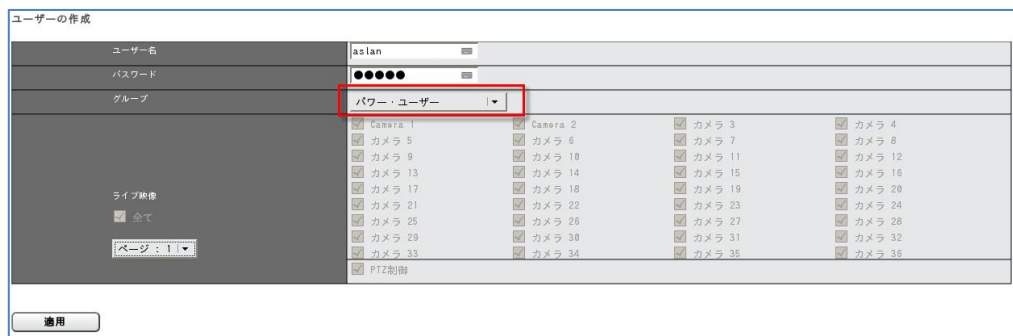 ユーザーの作成
ユーザー名 aslan
パスワード ●●●●●
グループ パワー・ユーザー
Camera 1 Camera 2 カメラ 3 カメラ 4
カメラ 5 カメラ 6 カメラ 7 カメラ 8
カメラ 9 カメラ 10 カメラ 11 カメラ 12
カメラ 13 カメラ 14 カメラ 15 カメラ 16
ライブ映像 カメラ 17 カメラ 18 カメラ 19 カメラ 20
全て カメラ 21 カメラ 22 カメラ 23 カメラ 24
カメラ 25 カメラ 26 カメラ 27 カメラ 28
ページ : 1 カメラ 29 カメラ 30 カメラ 31 カメラ 32
カメラ 33 カメラ 34 カメラ 35 カメラ 36
PTZ制御
適用